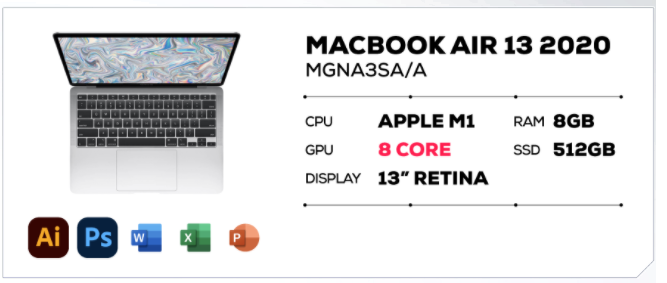 MACBOOK AIR 13 2020
MGNA3SA/A
CPU APPLE M1 RAM 8GB
GPU 8 CORE SSD 512GB
DISPLAY 13” RETINA
Ai Ps W X P